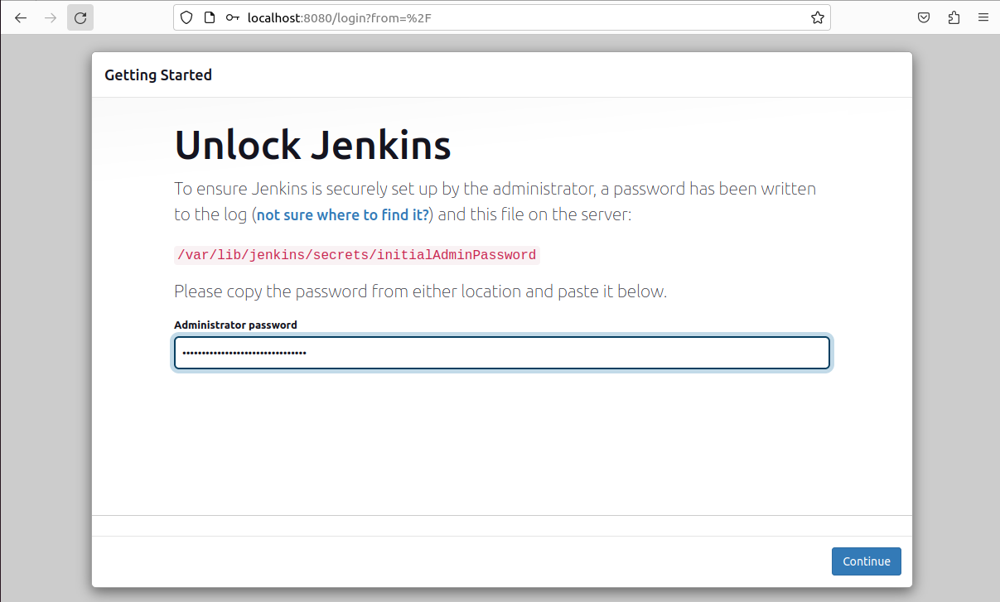 localhost:8080/login?from=%2F
Getting Started
Unlock Jenkins
To ensure Jenkins is securely set up by the administrator, a password has been written
to the log (not sure where to find it?) and this file on the server:
/var/lib/jenkins/secrets/initialAdminPassword
Please copy the password from either location and paste it below.
Administrator password
••••••••••••••••••••••••••••••••
Continue